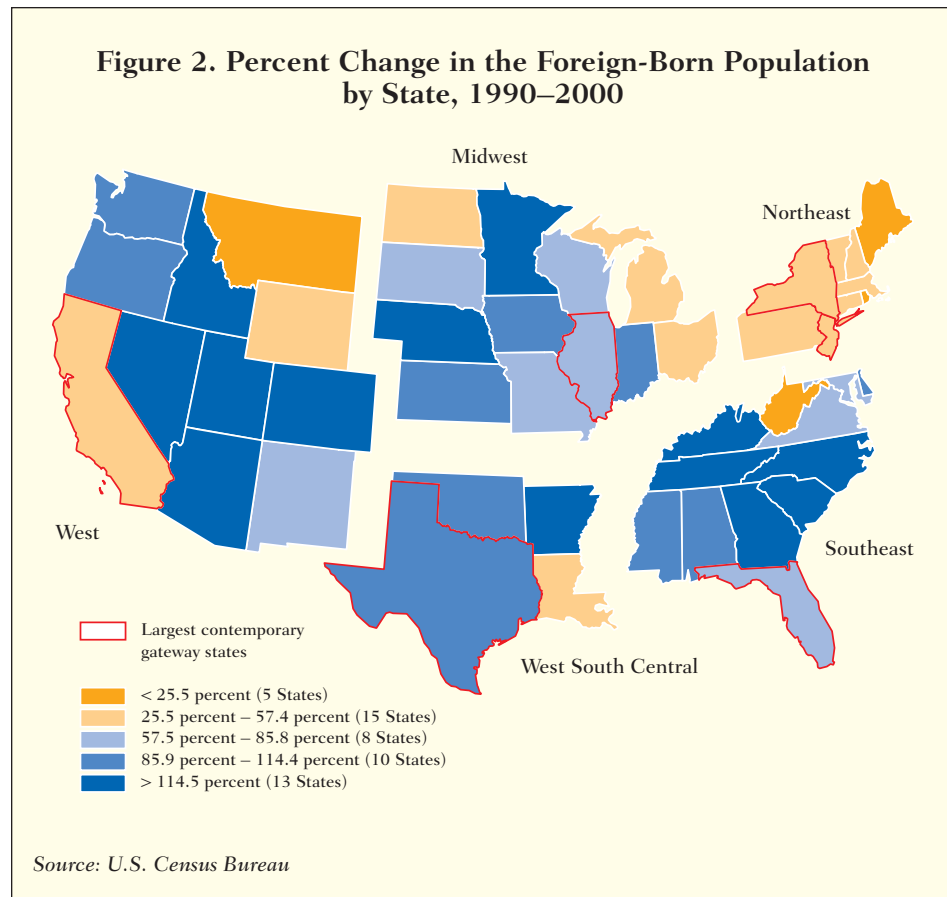 Figure 2. Percent Change in the Foreign-Born Population
by State, 1990–2000
Midwest
Northeast
West
Southeast
West South Central
Largest contemporary
gateway states
< 25.5 percent (5 States)
25.5 percent – 57.4 percent (15 States)
57.5 percent – 85.8 percent (8 States)
85.9 percent – 114.4 percent (10 States)
> 114.5 percent (13 States)
Source: U.S. Census Bureau